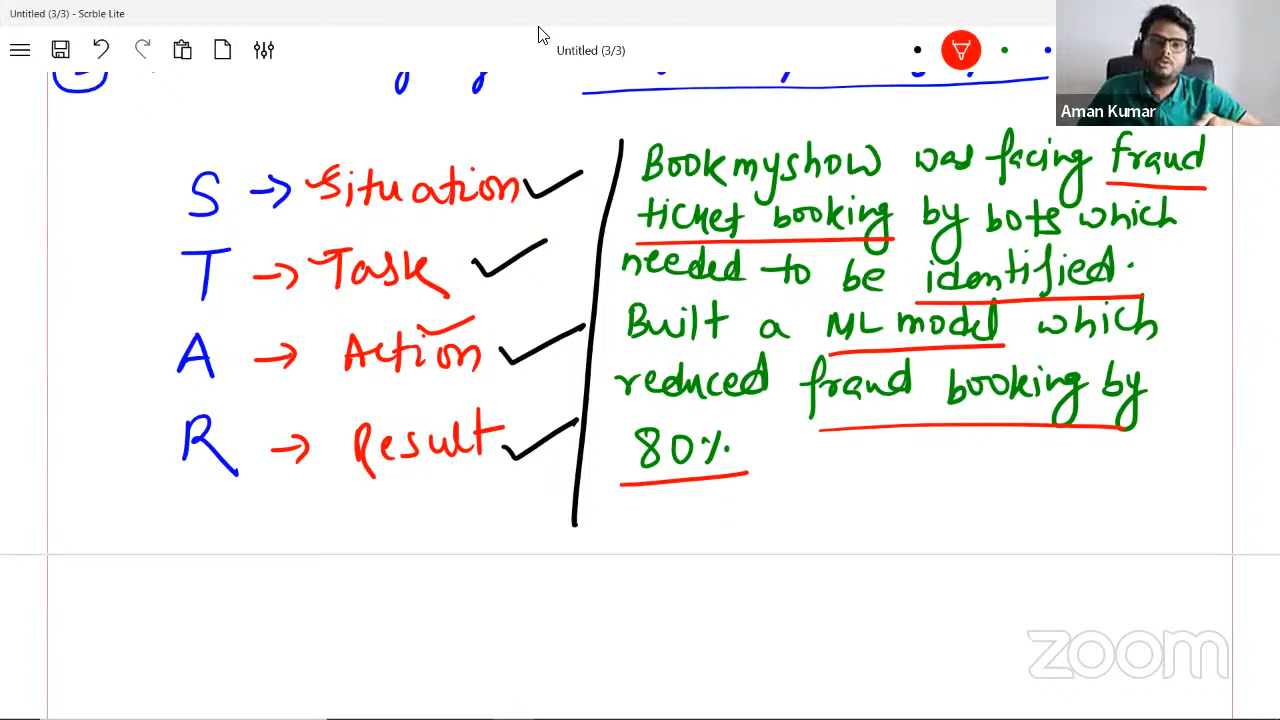 Untitled (3/3) - Scrble Lite
Untitled (3/3)
Aman Kumar
S → Situation
T → Task
A → Action
R → Result
Bookmyshow was facing fraud
ticket booking by bots which
needed to be identified.
Built a ML model which
reduced fraud booking by
80%
zoom